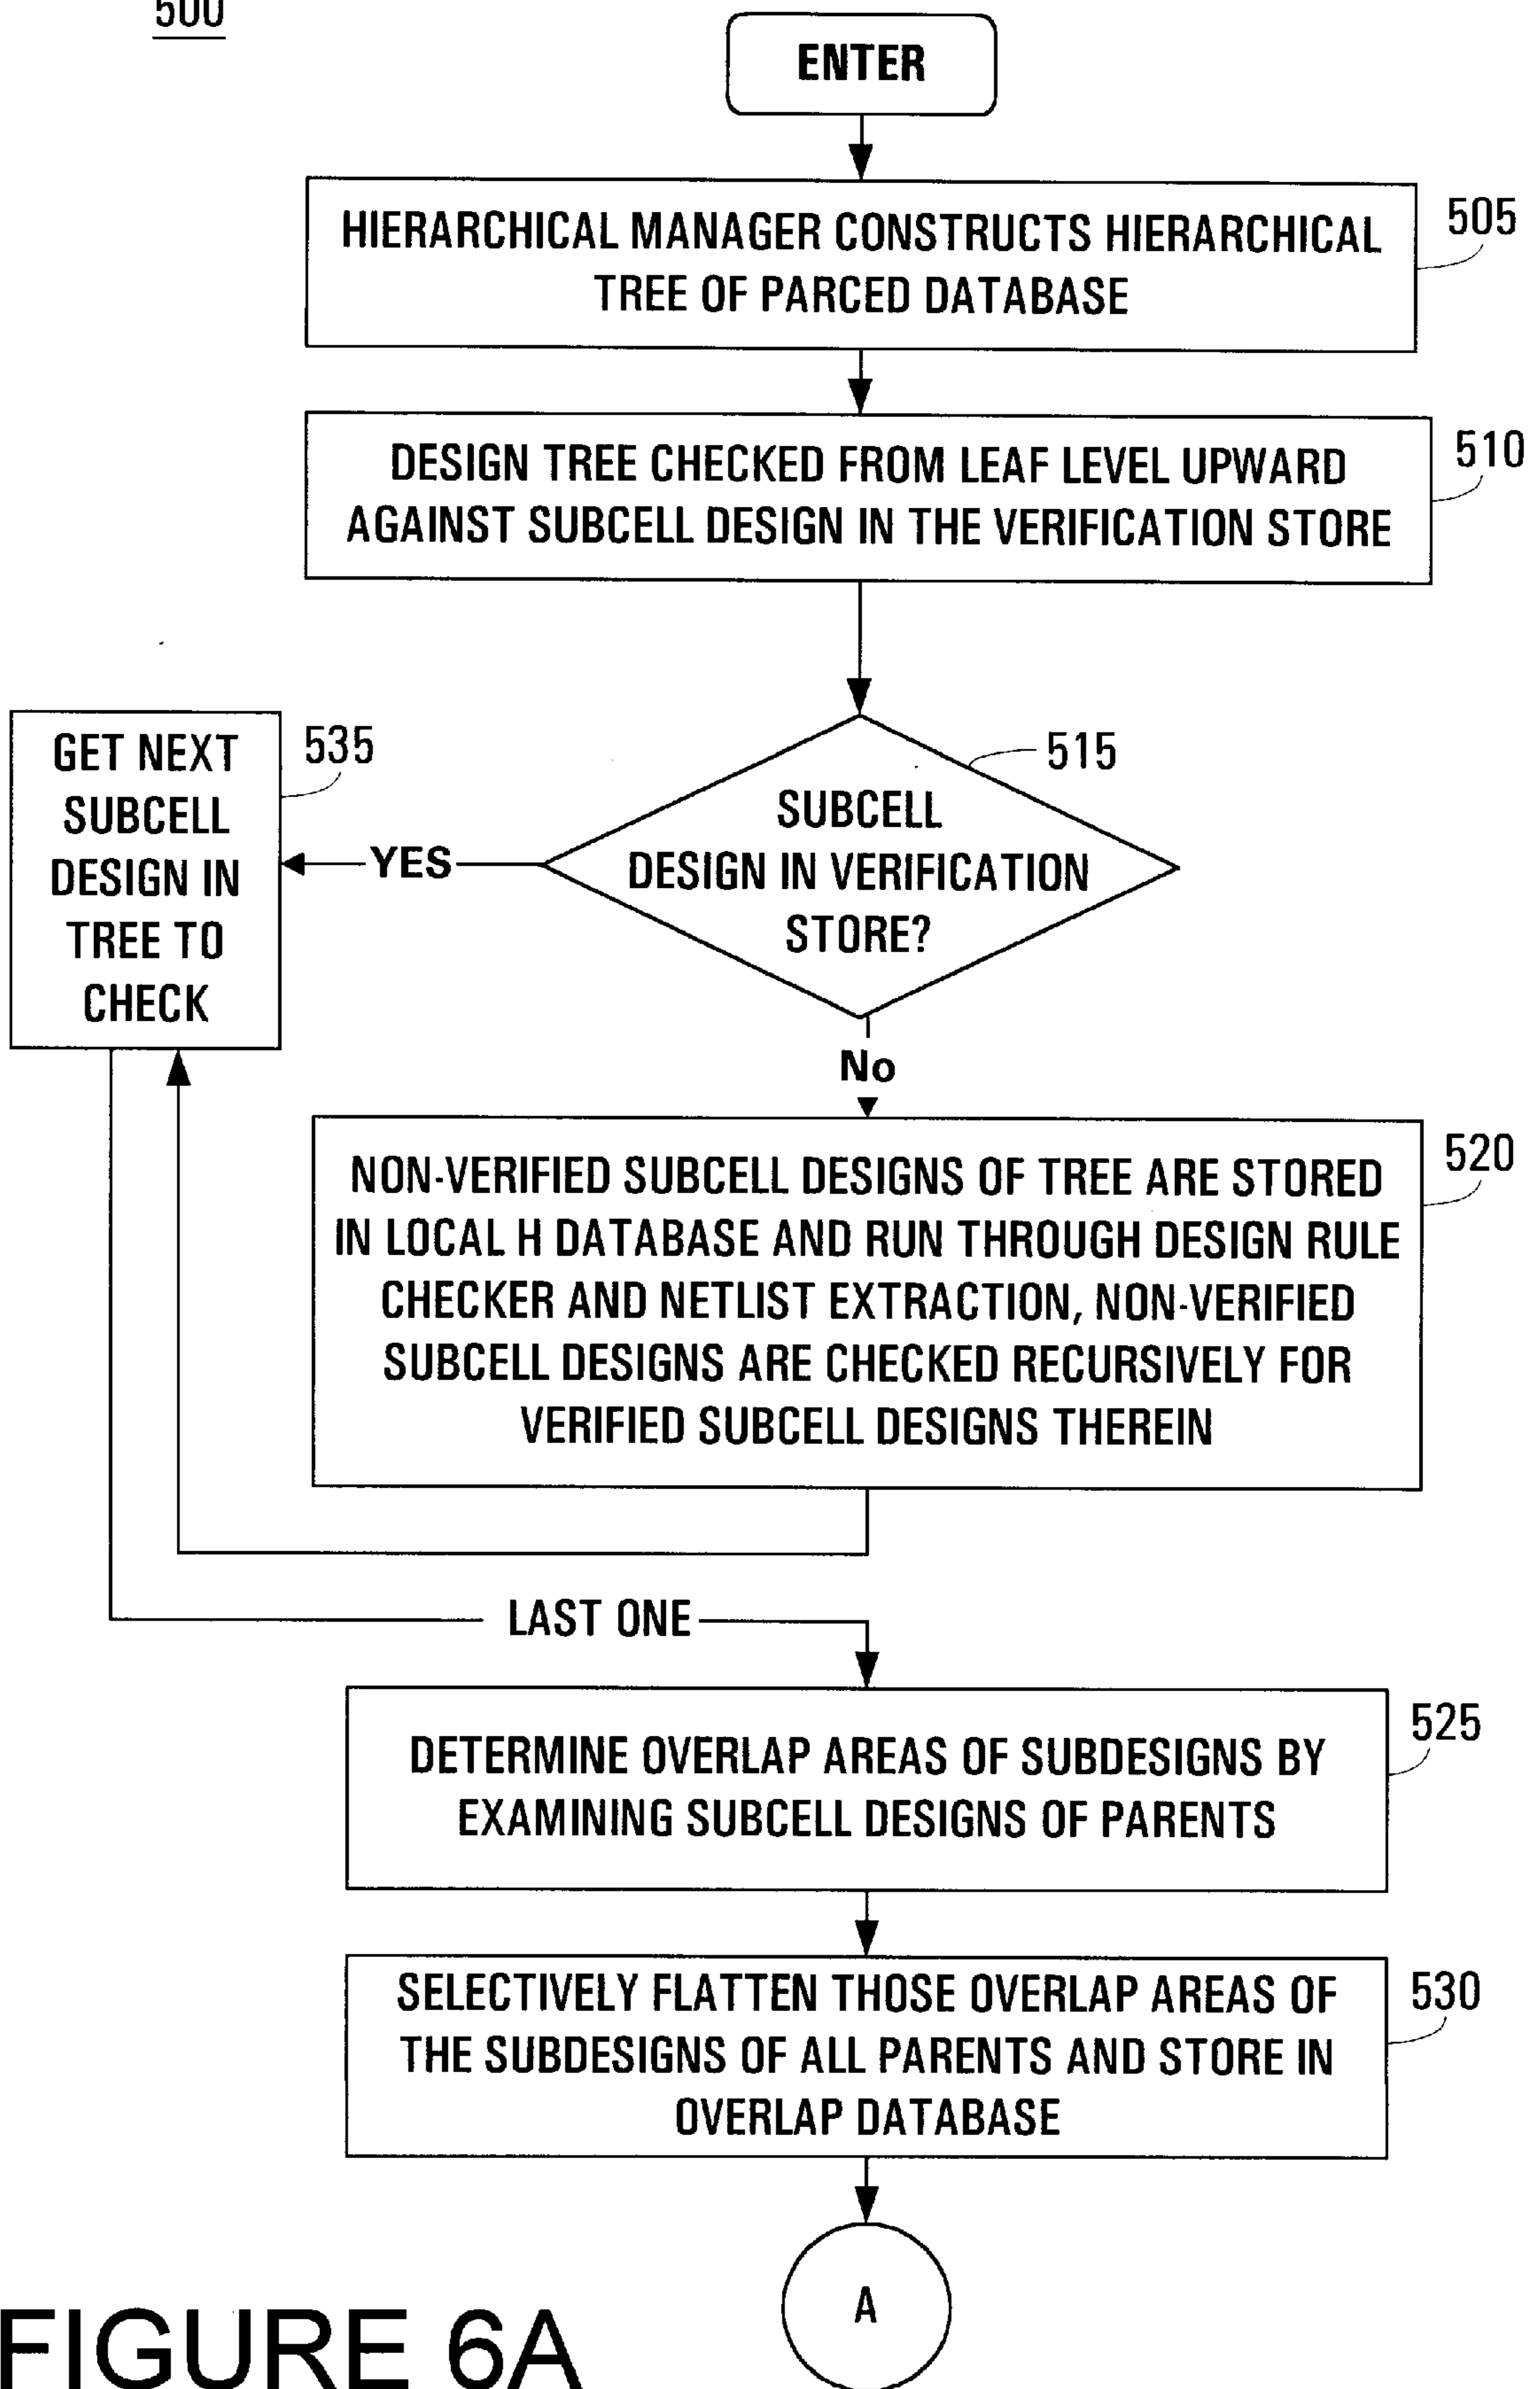 500
ENTER
HIERARCHICAL MANAGER CONSTRUCTS HIERARCHICAL
TREE OF PARCED DATABASE
505
DESIGN TREE CHECKED FROM LEAF LEVEL UPWARD
AGAINST SUBCELL DESIGN IN THE VERIFICATION STORE
510
GET NEXT
SUBCELL
DESIGN IN
TREE TO
CHECK
535
YES
515
SUBCELL
DESIGN IN VERIFICATION
STORE?
No
NON-VERIFIED SUBCELL DESIGNS OF TREE ARE STORED
IN LOCAL H DATABASE AND RUN THROUGH DESIGN RULE
CHECKER AND NETLIST EXTRACTION, NON-VERIFIED
SUBCELL DESIGNS ARE CHECKED RECURSIVELY FOR
VERIFIED SUBCELL DESIGNS THEREIN
520
LAST ONE
DETERMINE OVERLAP AREAS OF SUBDESIGNS BY
EXAMINING SUBCELL DESIGNS OF PARENTS
525
SELECTIVELY FLATTEN THOSE OVERLAP AREAS OF
THE SUBDESIGNS OF ALL PARENTS AND STORE IN
OVERLAP DATABASE
530
A
FIGURE 6A